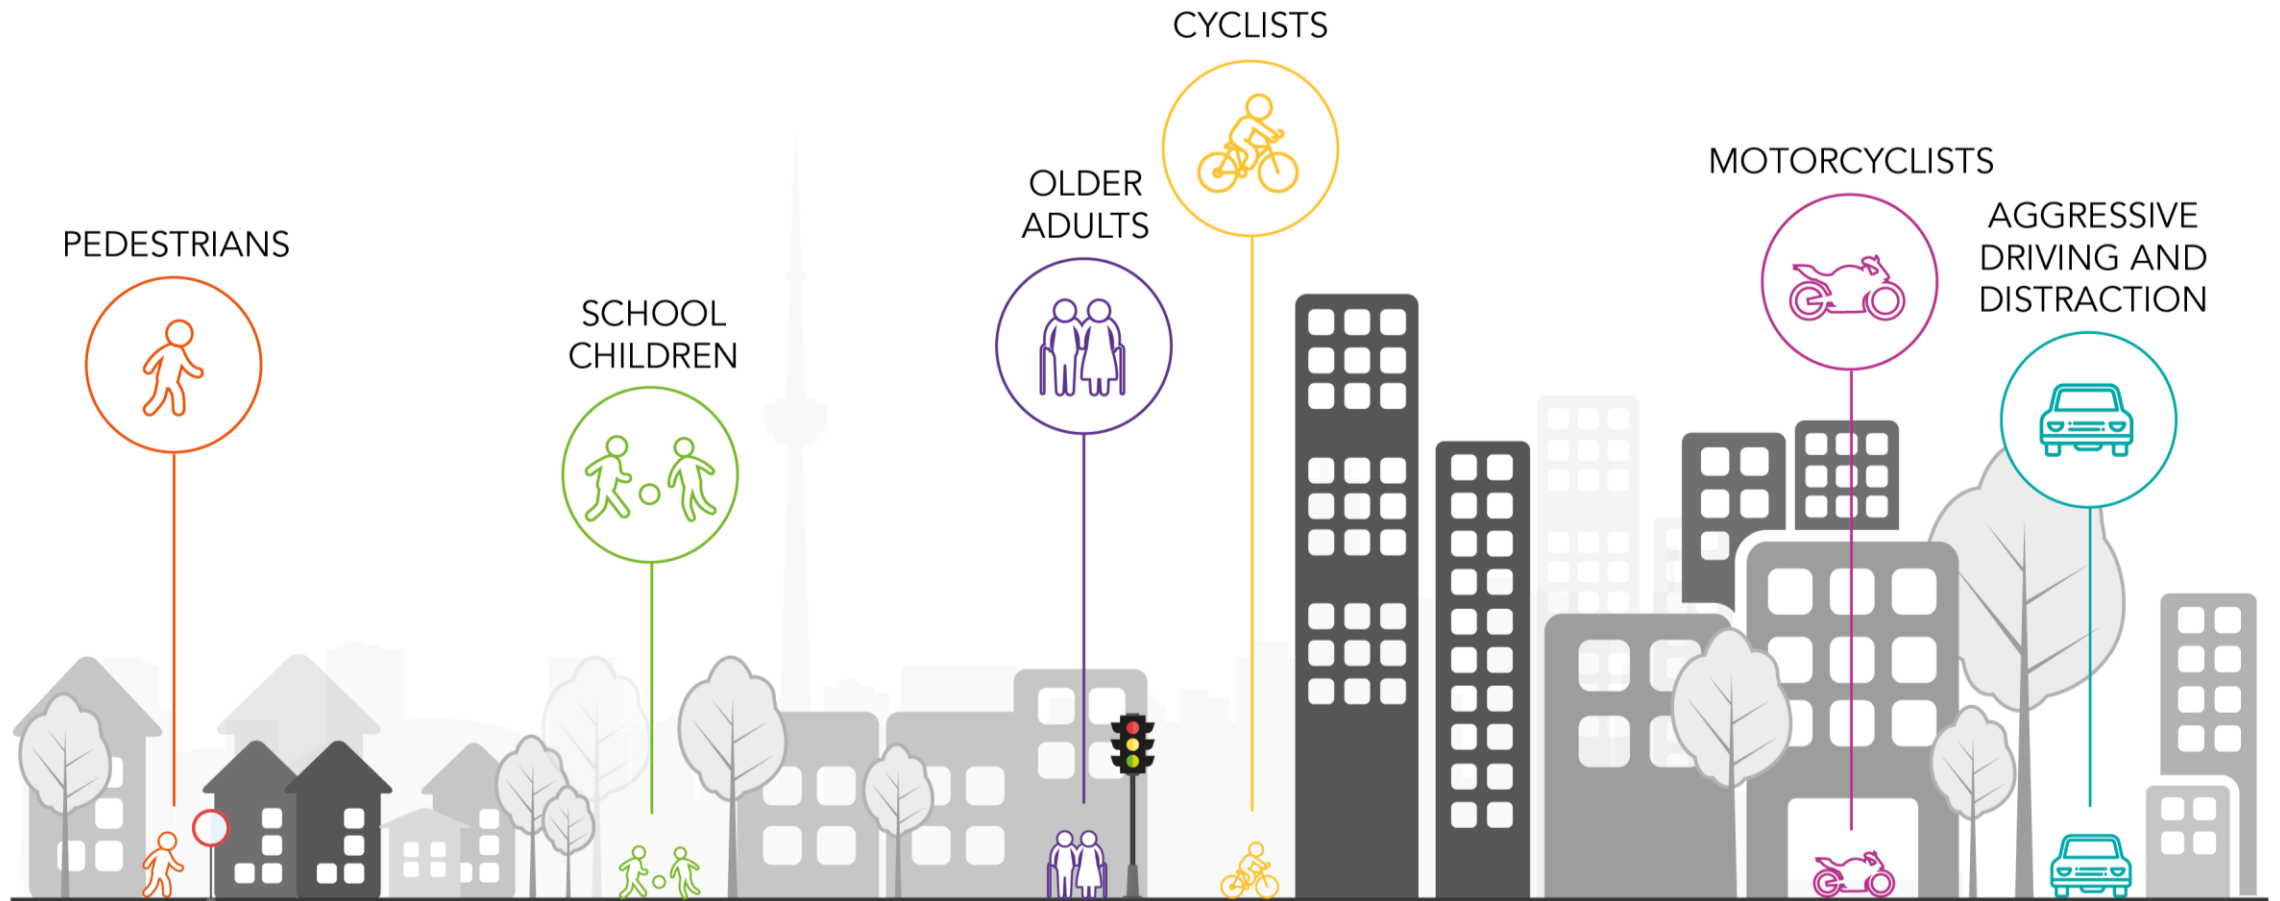 PEDESTRIANS
SCHOOL
CHILDREN
OLDER
ADULTS
CYCLISTS
MOTORCYCLISTS
AGGRESSIVE
DRIVING AND
DISTRACTION